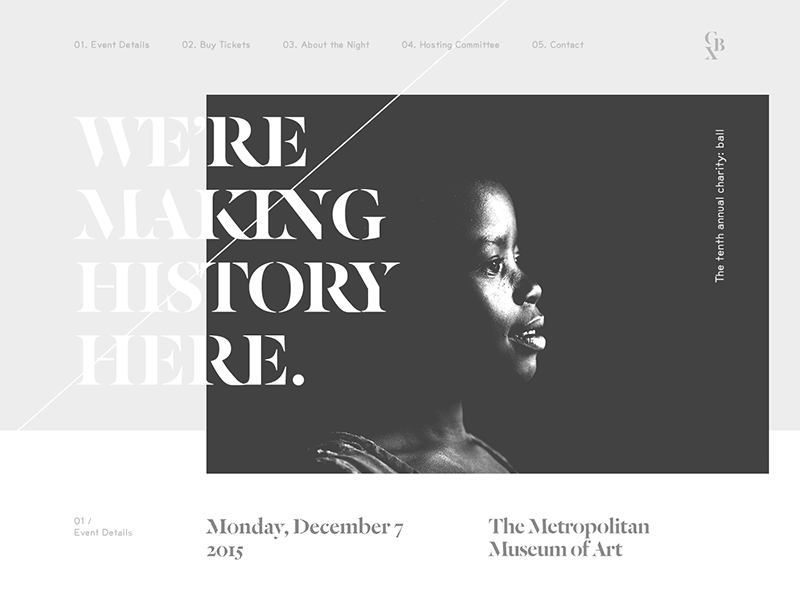 01. Event Details
02. Buy Tickets
03. About the Night
04. Hosting Committee
05. Contact
CBX
WE'RE
MAKING
HISTORY
HERE.
The tenth annual charity: ball
01 /
Event Details
Monday, December 7
2015
The Metropolitan
Museum of Art